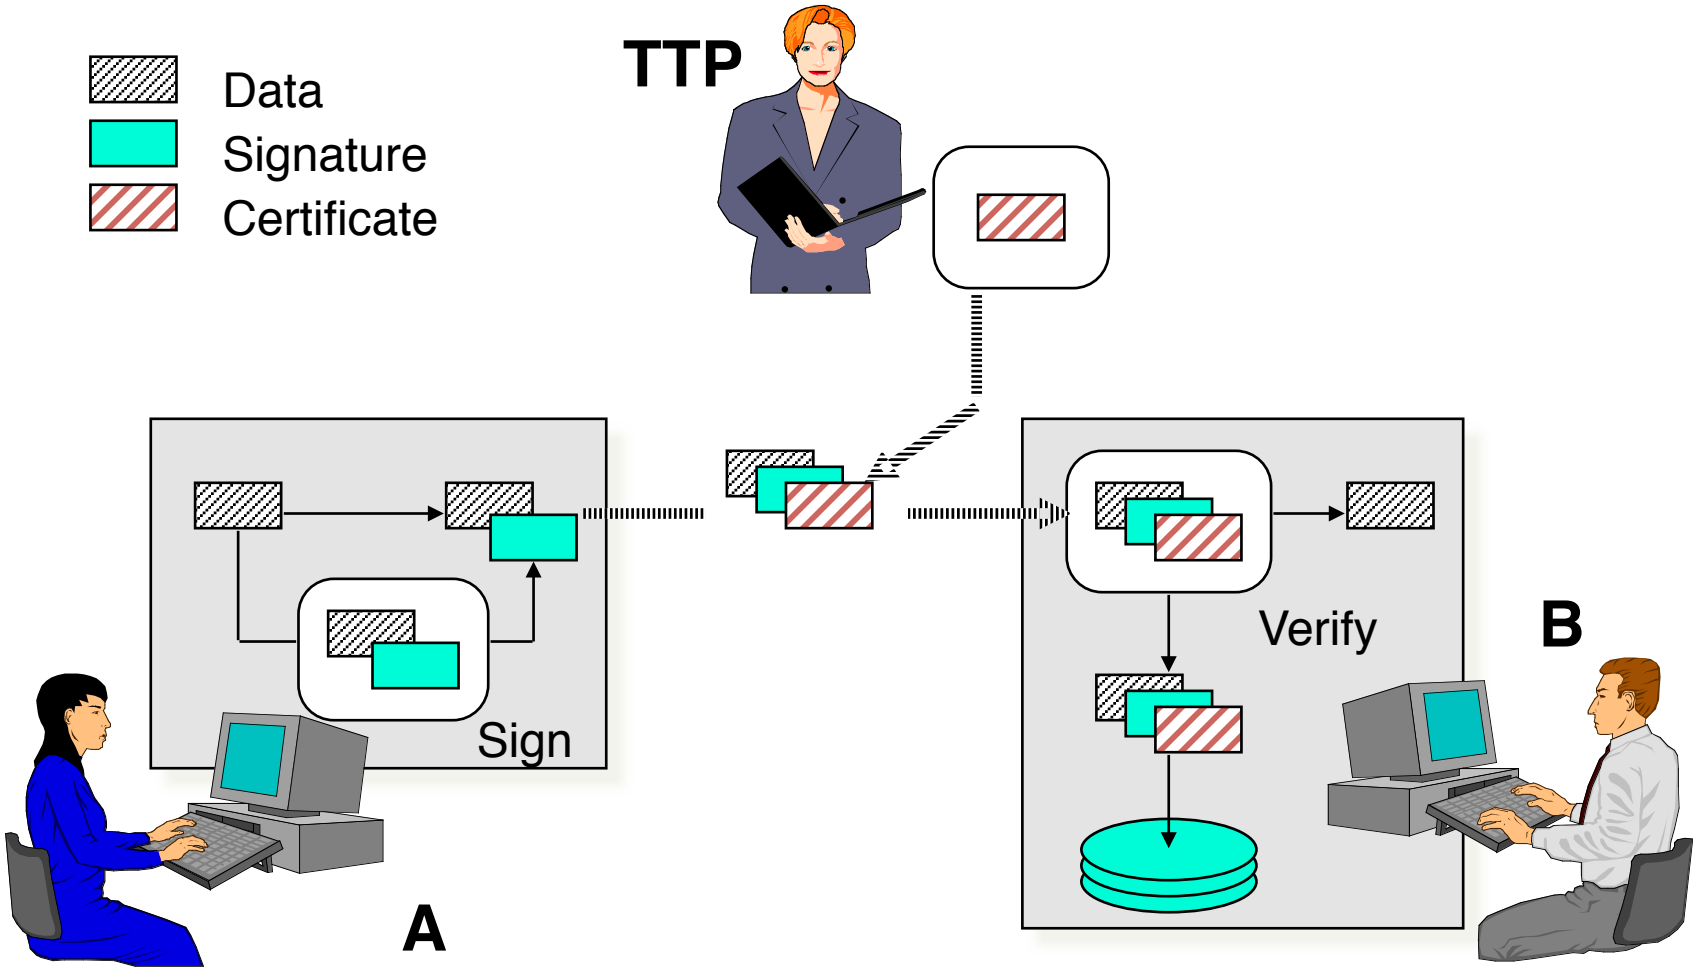 TTP
Data
Signature
Certificate
Verify
B
Sign
A